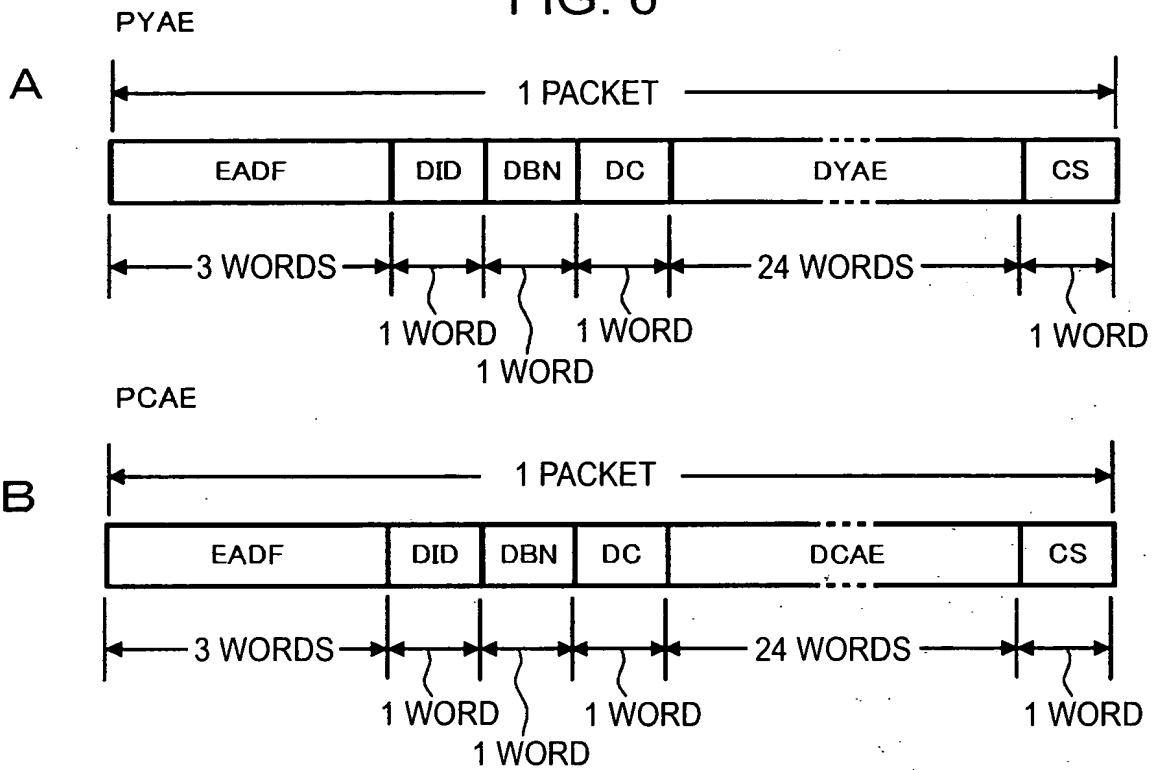 PYAE
A
1 PACKET
EADF DID DBN DC DYAE CS
3 WORDS 24 WORDS
1 WORD 1 WORD 1 WORD
1 WORD
PCAE
B
1 PACKET
EADF DID DBN DC DCAE CS
3 WORDS 24 WORDS
1 WORD 1 WORD 1 WORD
1 WORD